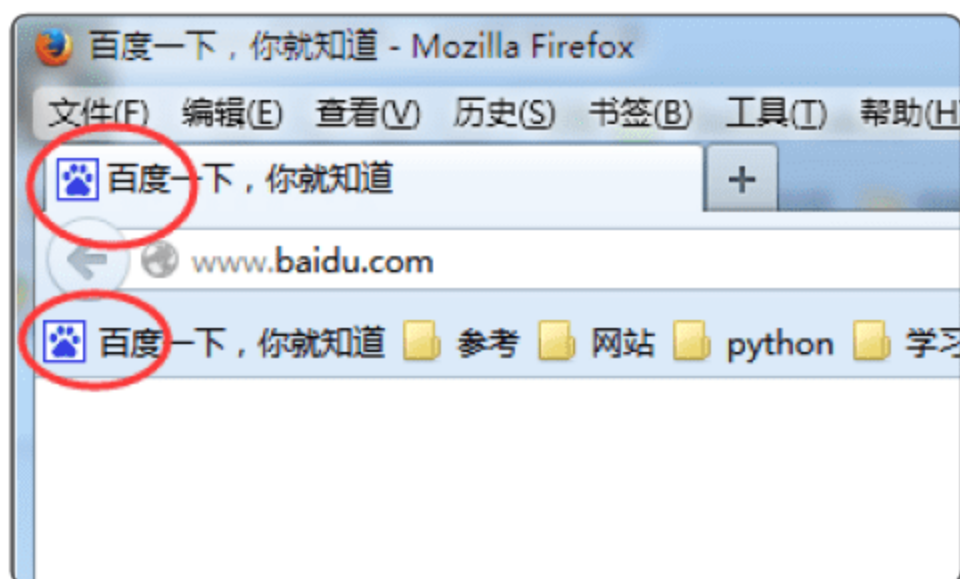 百度一下，你就知道 - Mozilla Firefox
文件(F) 编辑(E) 查看(V) 历史(S) 书签(B) 工具(T) 帮助(H
百度一下，你就知道 +
www.baidu.com
百度一下，你就知道 参考 网站 python 学习